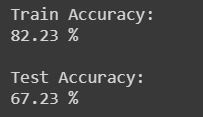 Train Accuracy:
82.23 %
Test Accuracy:
67.23 %